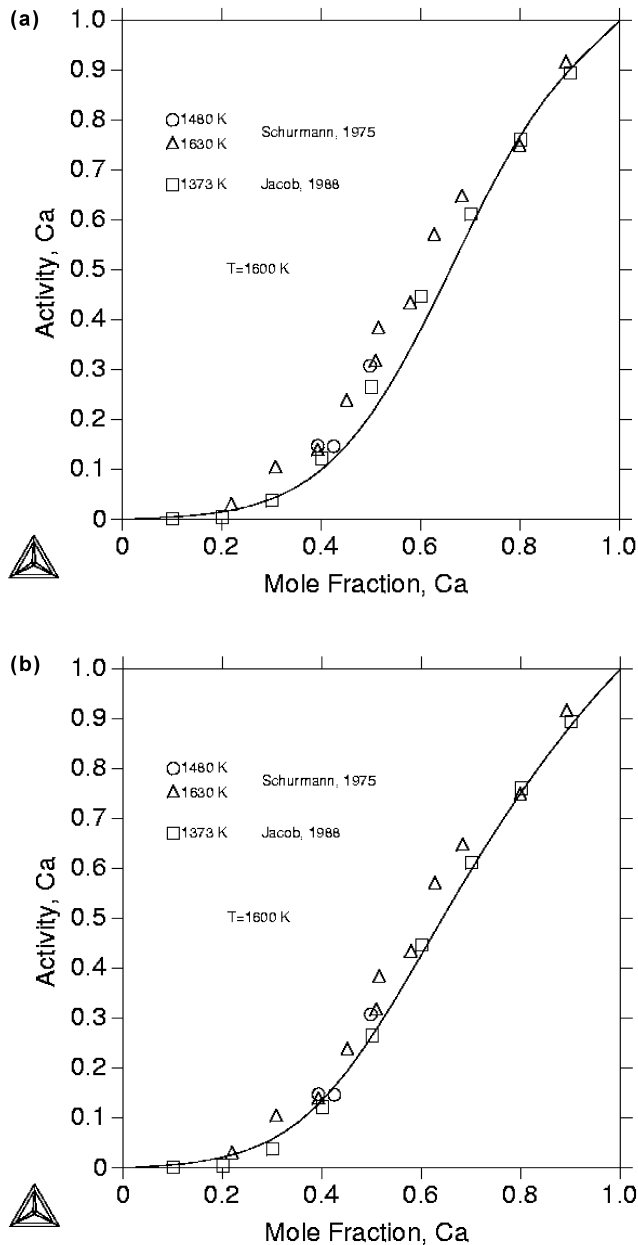 (a)
1.0
0.9
0.8
0.7
0.6
0.5
0.4
0.3
0.2
0.1
0
Activity, Ca
1480 K
1630 K
Schurmann, 1975
1373 K Jacob, 1988
T=1600 K
0 0.2 0.4 0.6 0.8 1.0
Mole Fraction, Ca
(b)
1.0
0.9
0.8
0.7
0.6
0.5
0.4
0.3
0.2
0.1
0
Activity, Ca
1480 K
1630 K
Schurmann, 1975
1373 K Jacob, 1988
T=1600 K
0 0.2 0.4 0.6 0.8 1.0
Mole Fraction, Ca